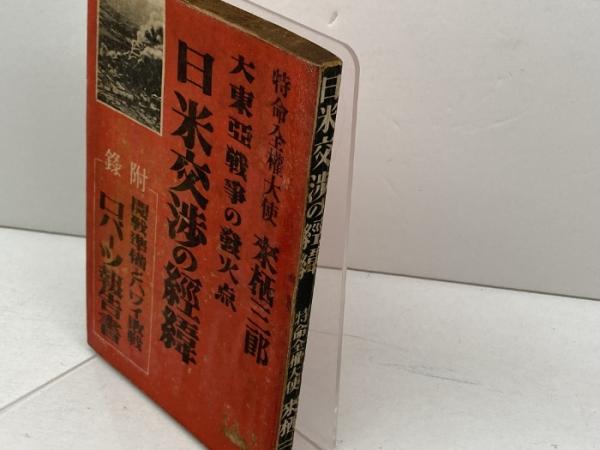 特命全權大使 來栖三郎
大東亞戰爭の發火点
日米交渉の經緯
附錄
開戰準備とハワイ敗戰
ロバーツ報告書
日米交渉の經緯
特命全權大使 來栖三